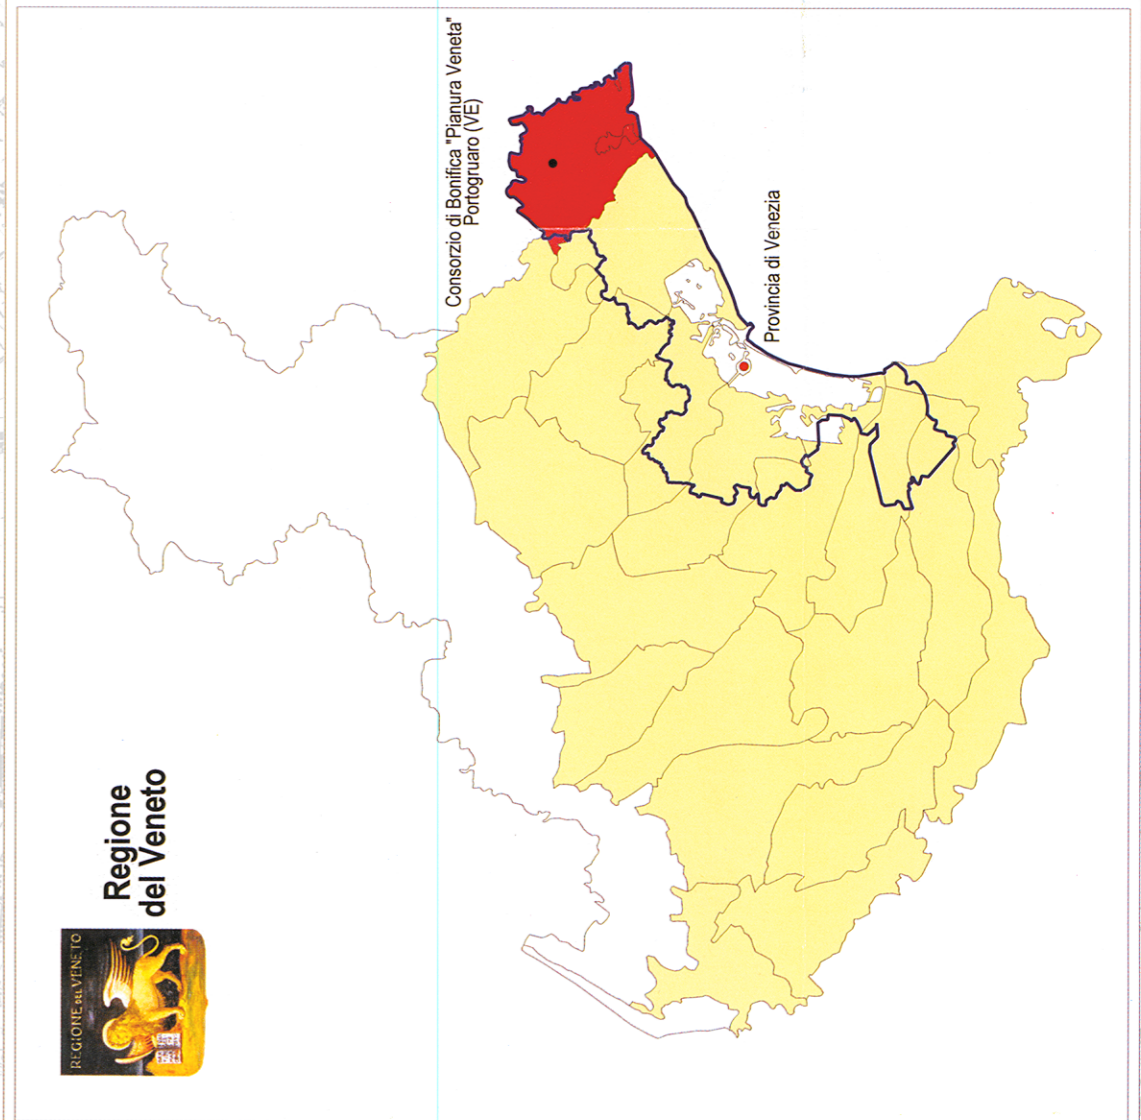 REGIONE DEL VENETO
Regione
del Veneto
Consorzio di Bonifica "Pianura Veneta"
Portogruaro (VE)
Provincia di Venezia